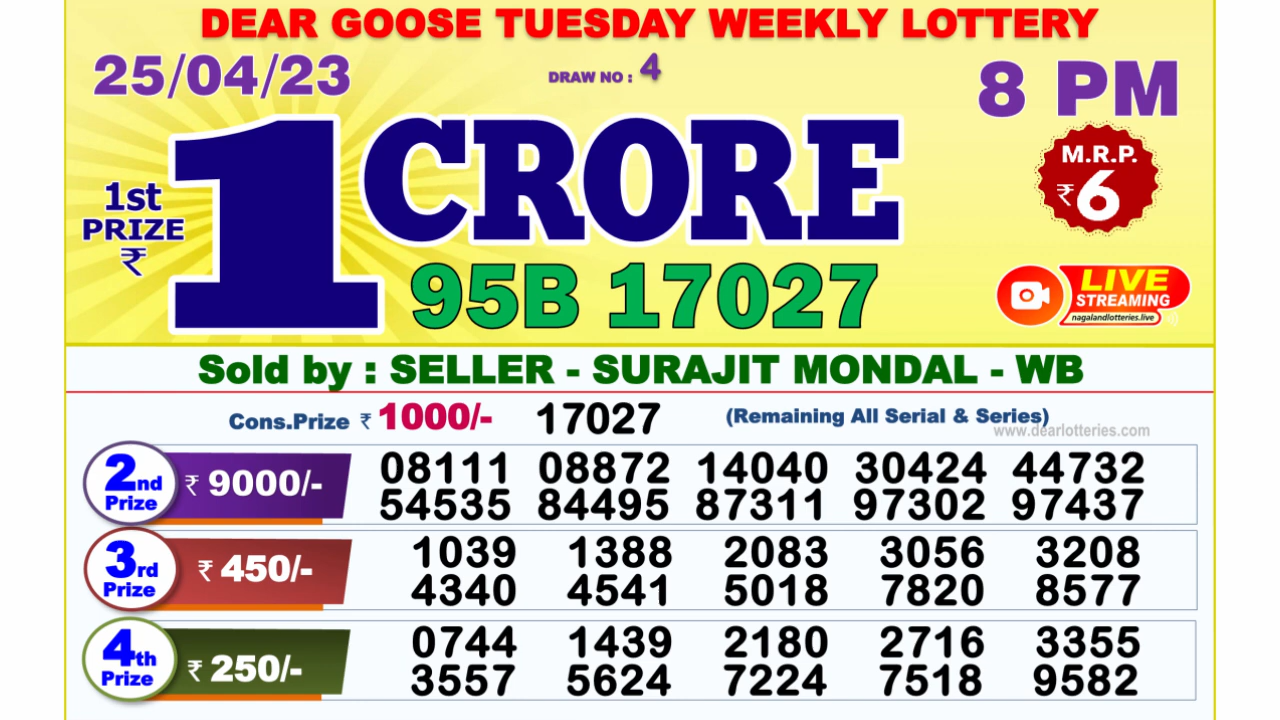 DEAR GOOSE TUESDAY WEEKLY LOTTERY
25/04/23
DRAW NO : 4
8 PM
1st PRIZE ₹
1 CRORE
M.R.P. ₹ 6
95B 17027
LIVE STREAMING
nagalandlotteries.live
Sold by : SELLER - SURAJIT MONDAL - WB
Cons.Prize ₹ 1000/- 17027 (Remaining All Serial & Series)
www.dearlotteries.com
2nd Prize ₹ 9000/-
08111 08872 14040 30424 44732
54535 84495 87311 97302 97437
3rd Prize ₹ 450/-
1039 1388 2083 3056 3208
4340 4541 5018 7820 8577
4th Prize ₹ 250/-
0744 1439 2180 2716 3355
3557 5624 7224 7518 9582